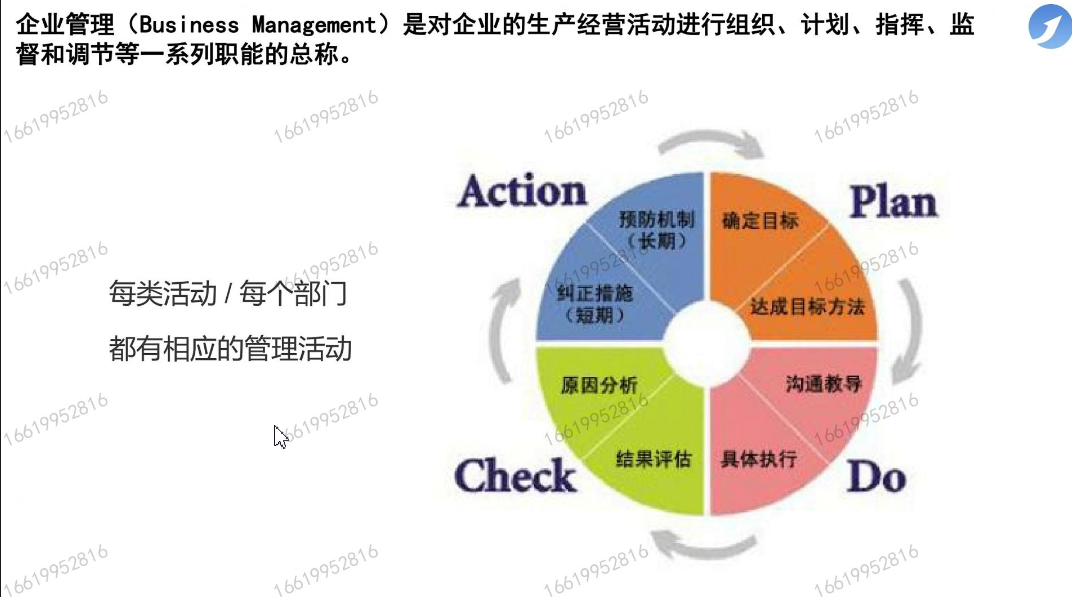 企业管理（Business Management）是对企业的生产经营活动进行组织、计划、指挥、监
督和调节等一系列职能的总称。
16619952816 16619952816 16619952816 16619952816
Action
Plan
预防机制
（长期）
确定目标
16619952816 16619952816 16619952816 16619952816
每类活动 / 每个部门
纠正措施
（短期）
达成目标方法
都有相应的管理活动
原因分析
沟通教导
16619952816 16619952816 16619952816 16619952816
结果评估
具体执行
Check
Do
16619952816 16619952816 16619952816 16619952816